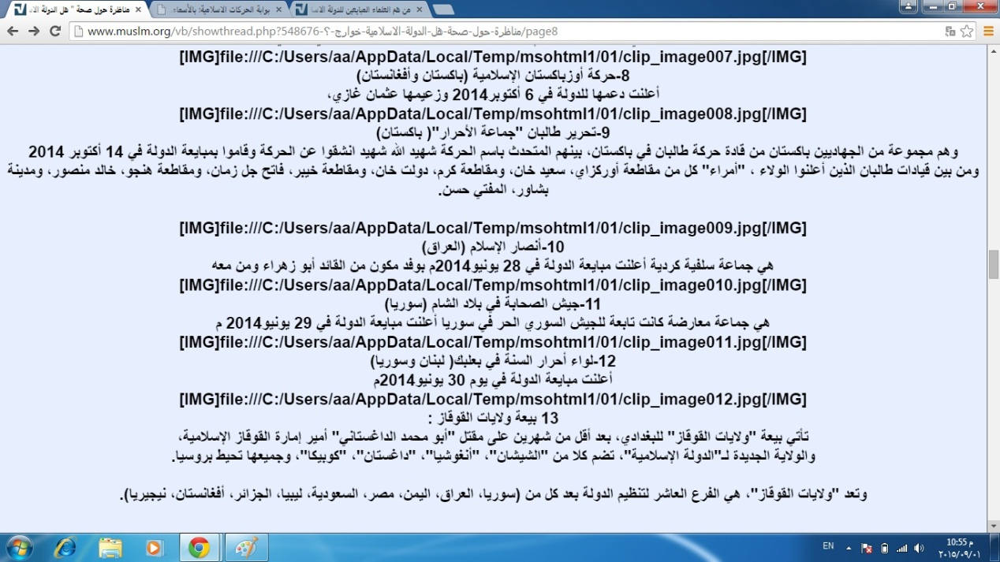 مناظرة حول صحة " هل الدولة الاس
بوابة الحركات الاسلامية: بالأسماء.
من هم العلماء المبايعين للدولة الاسا
www.muslm.org/vb/showthread.php?548676-مناظرة-حول-صحة-هل-الدولة-الاسلامية-خوارج-؟/page8
[IMG]file:///C:/Users/aa/AppData/Local/Temp/msohtml1/01/clip_image007.jpg[/IMG]
8-حركة أوزباكستان الإسلامية (باكستان وأفغانستان)
أعلنت دعمها للدولة في 6 أكتوبر2014 وزعيمها عثمان غازي،
[IMG]file:///C:/Users/aa/AppData/Local/Temp/msohtml1/01/clip_image008.jpg[/IMG]
9-تحرير طالبان "جماعة الأحرار"( باكستان)
وهم مجموعة من الجهاديين باكستان من قادة حركة طالبان في باكستان، بينهم المتحدث باسم الحركة شهيد الله شهيد انشقوا عن الحركة وقاموا بمبايعة الدولة في 14 أكتوبر 2014
ومن بين قيادات طالبان الذين أعلنوا الولاء ، "أمراء" كل من مقاطعة أوركزاي، سعيد خان، ومقاطعة كرم، دولت خان، ومقاطعة خيبر، فاتح جل زمان، ومقاطعة هنجو، خالد منصور، ومدينة
بشاور، المفتي حسن.
[IMG]file:///C:/Users/aa/AppData/Local/Temp/msohtml1/01/clip_image009.jpg[/IMG]
10-أنصار الإسلام (العراق)
هي جماعة سلفية كردية أعلنت مبايعة الدولة في 28 يونيو2014م بوفد مكون من القائد أبو زهراء ومن معه
[IMG]file:///C:/Users/aa/AppData/Local/Temp/msohtml1/01/clip_image010.jpg[/IMG]
11-جيش الصحابة في بلاد الشام (سوريا)
هي جماعة معارضة كانت تابعة للجيش السوري الحر في سوريا أعلنت مبايعة الدولة في 29 يونيو2014 م
[IMG]file:///C:/Users/aa/AppData/Local/Temp/msohtml1/01/clip_image011.jpg[/IMG]
12-لواء أحرار السنة في بعلبك( لبنان وسوريا)
أعلنت مبايعة الدولة في يوم 30 يونيو2014م
[IMG]file:///C:/Users/aa/AppData/Local/Temp/msohtml1/01/clip_image012.jpg[/IMG]
13 بيعة ولايات القوقاز :
تأتي بيعة "ولايات القوقاز" للبغدادي، بعد أقل من شهرين على مقتل "أبو محمد الداغستاني" أمير إمارة القوقاز الإسلامية،
والولاية الجديدة لـ"الدولة الإسلامية"، تضم كلا من "الشيشان"، "أنغوشيا"، "داغستان"، "كوبيكا"، وجميعها تحيط بروسيا.
وتعد "ولايات القوقاز"، هي الفرع العاشر لتنظيم الدولة بعد كل من (سوريا، العراق، اليمن، مصر، السعودية، ليبيا، الجزائر، أفغانستان، نيجيريا).
EN
10:55 م
٢٠١٥/٠٩/٠١